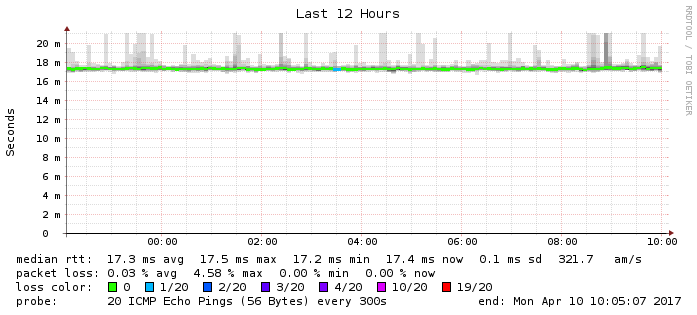 Last 12 Hours
RRDTOOL / TOBI OETIKER
Seconds
20 m
18 m
16 m
14 m
12 m
10 m
8 m
6 m
4 m
2 m
0
00:00 02:00 04:00 06:00 08:00 10:00
median rtt: 17.3 ms avg 17.5 ms max 17.2 ms min 17.4 ms now 0.1 ms sd 321.7 am/s
packet loss: 0.03 % avg 4.58 % max 0.00 % min 0.00 % now
loss color: 0 1/20 2/20 3/20 4/20 10/20 19/20
probe: 20 ICMP Echo Pings (56 Bytes) every 300s end: Mon Apr 10 10:05:07 2017